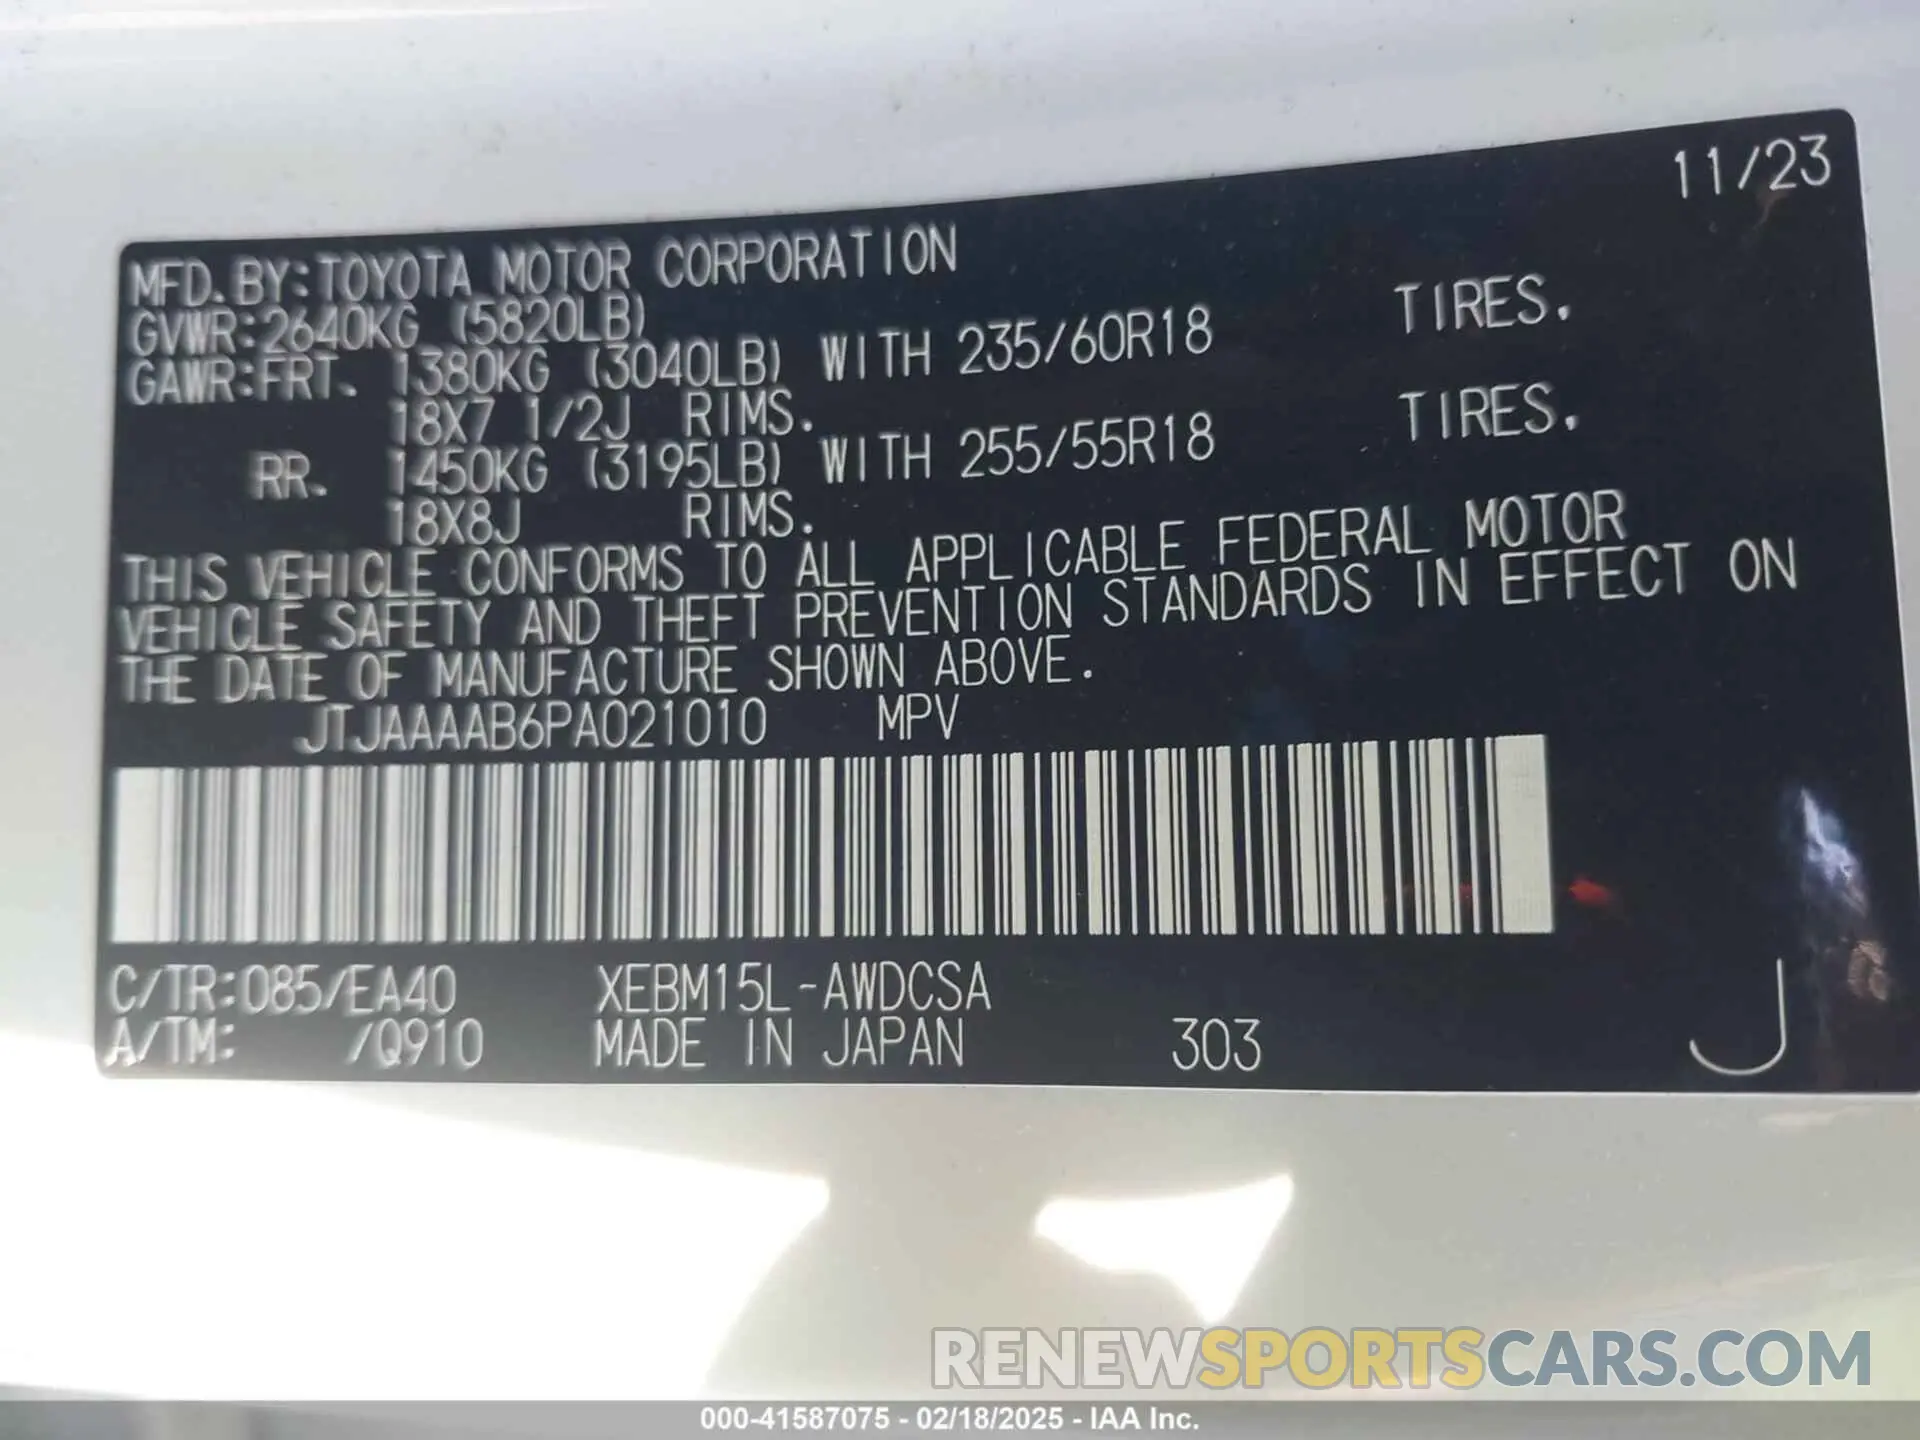 11/23
MFD. BY:TOYOTA MOTOR CORPORATION
GVWR:2640KG (5820LB)
GAWR:FRT. 1380KG (3040LB) WITH 235/60R18 TIRES.
18X7 1/2J RIMS.
RR. 1450KG (3195LB) WITH 255/55R18 TIRES.
18X8J RIMS.
THIS VEHICLE CONFORMS TO ALL APPLICABLE FEDERAL MOTOR
VEHICLE SAFETY AND THEFT PREVENTION STANDARDS IN EFFECT ON
THE DATE OF MANUFACTURE SHOWN ABOVE.
JTJAAAAB6PA021010 MPV
C/TR:085/EA40 XEBM15L-AWDCSA
A/TM: /Q910 MADE IN JAPAN 303 J
RENEWSPORTSCARS.COM
000-41587075 - 02/18/2025 - IAA Inc.